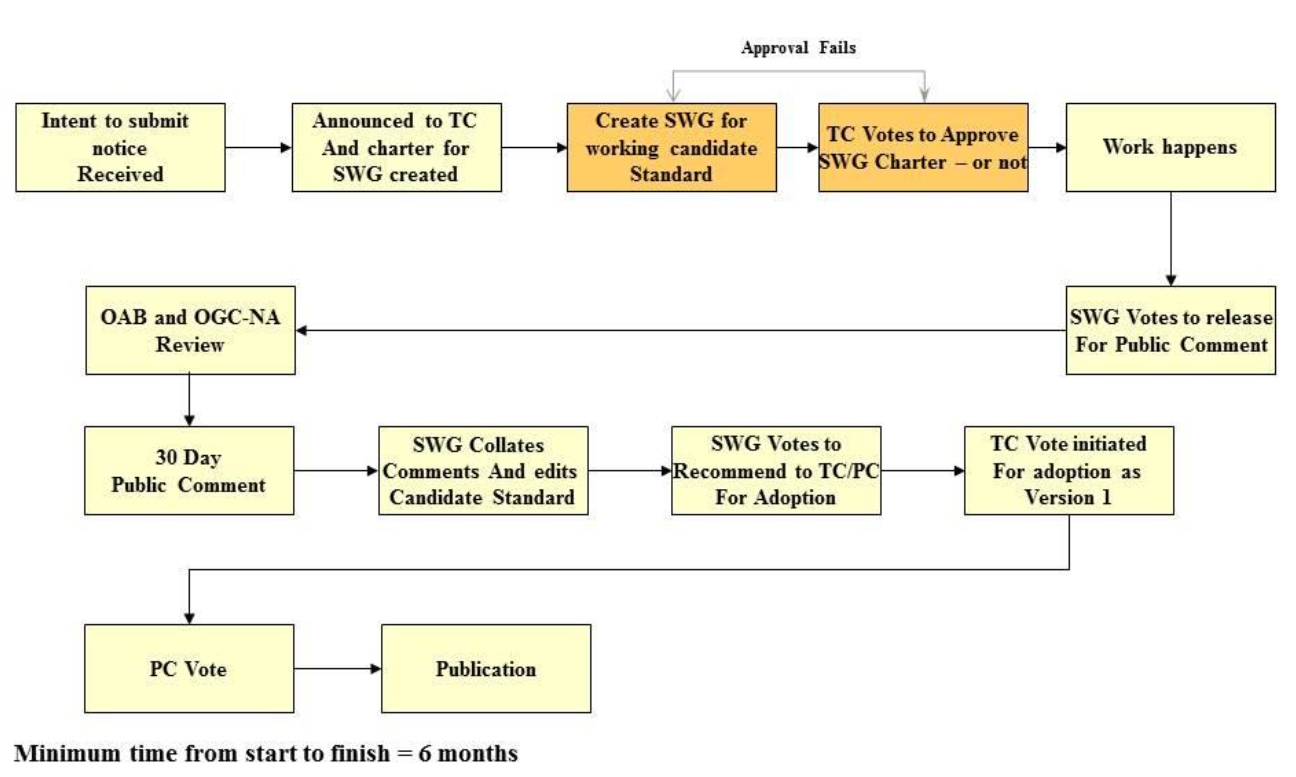 Approval Fails
Intent to submit
notice
Received
Announced to TC
And charter for
SWG created
Create SWG for
working candidate
Standard
TC Votes to Approve
SWG Charter – or not
Work happens
SWG Votes to release
For Public Comment
OAB and OGC-NA
Review
30 Day
Public Comment
SWG Collates
Comments And edits
Candidate Standard
SWG Votes to
Recommend to TC/PC
For Adoption
TC Vote initiated
For adoption as
Version 1
PC Vote
Publication
Minimum time from start to finish = 6 months